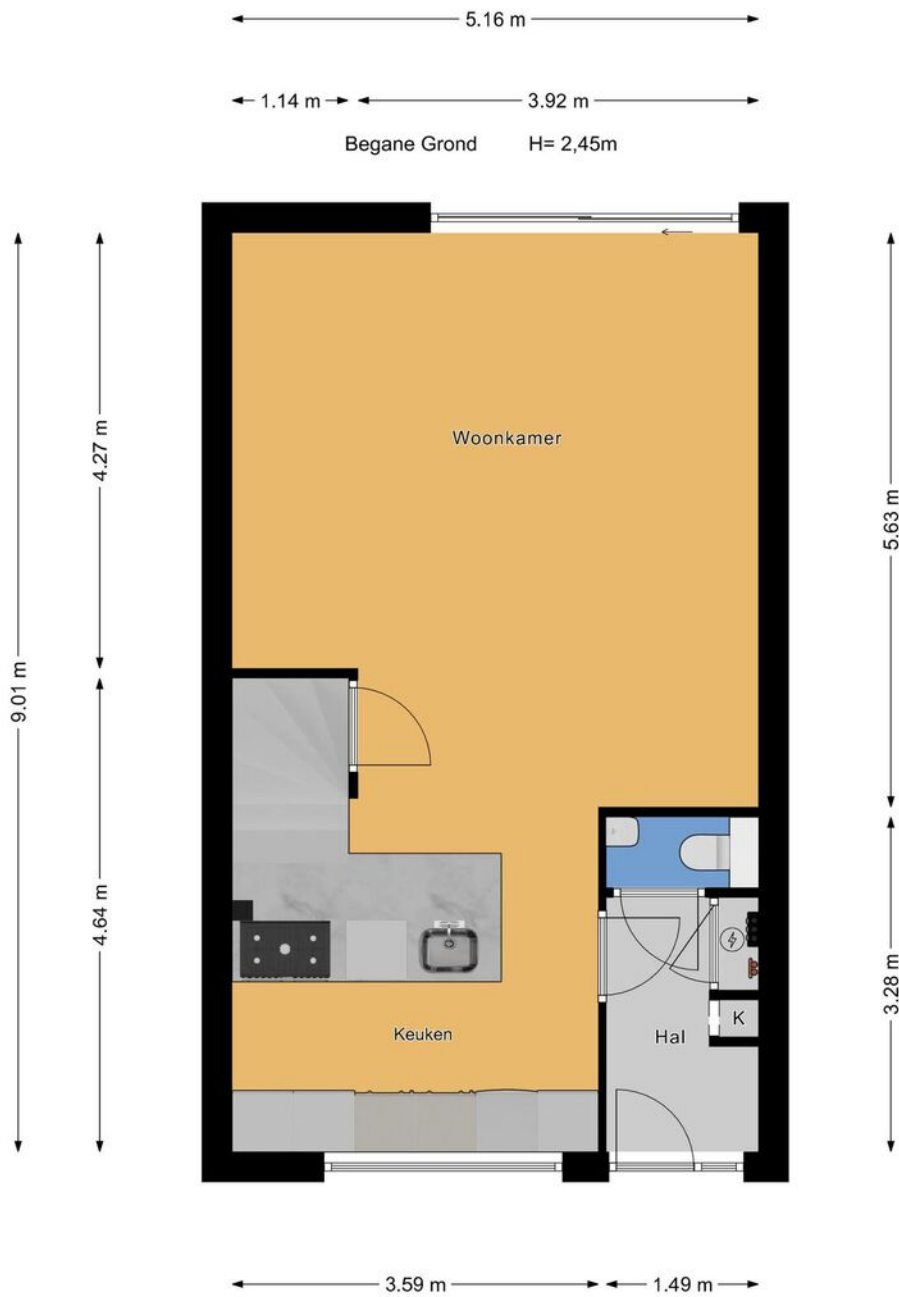 5.16 m
1.14 m
3.92 m
Begane Grond H= 2,45m
Woonkamer
4.27 m
5.63 m
9.01 m
4.64 m
3.28 m
K
Keuken
Hal
3.59 m
1.49 m